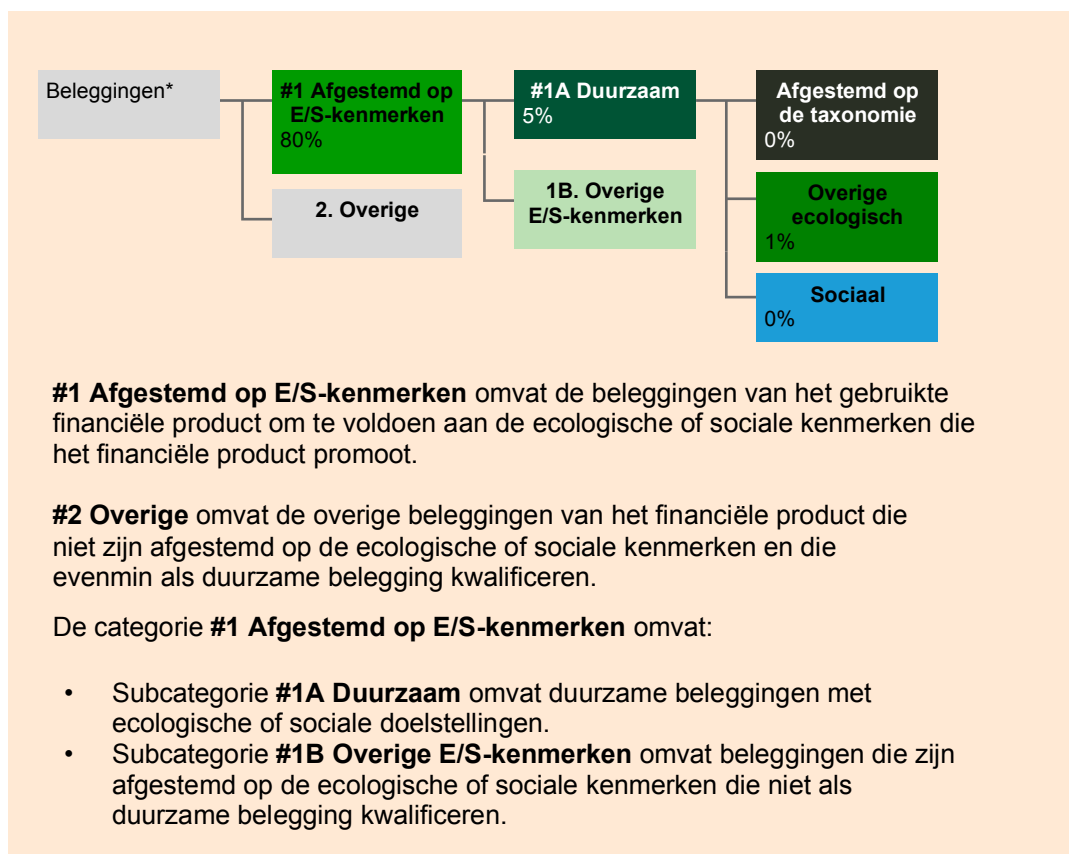 Beleggingen*
#1 Afgestemd op
E/S-kenmerken
80%
#1A Duurzaam
5%
Afgestemd op
de taxonomie
0%
2. Overige
1B. Overige
E/S-kenmerken
Overige
ecologisch
1%
Sociaal
0%
#1 Afgestemd op E/S-kenmerken omvat de beleggingen van het gebruikte
financiële product om te voldoen aan de ecologische of sociale kenmerken die
het financiële product promoot.
#2 Overige omvat de overige beleggingen van het financiële product die
niet zijn afgestemd op de ecologische of sociale kenmerken en die
evenmin als duurzame belegging kwalificeren.
De categorie #1 Afgestemd op E/S-kenmerken omvat:
• Subcategorie #1A Duurzaam omvat duurzame beleggingen met
ecologische of sociale doelstellingen.
• Subcategorie #1B Overige E/S-kenmerken omvat beleggingen die zijn
afgestemd op de ecologische of sociale kenmerken die niet als
duurzame belegging kwalificeren.